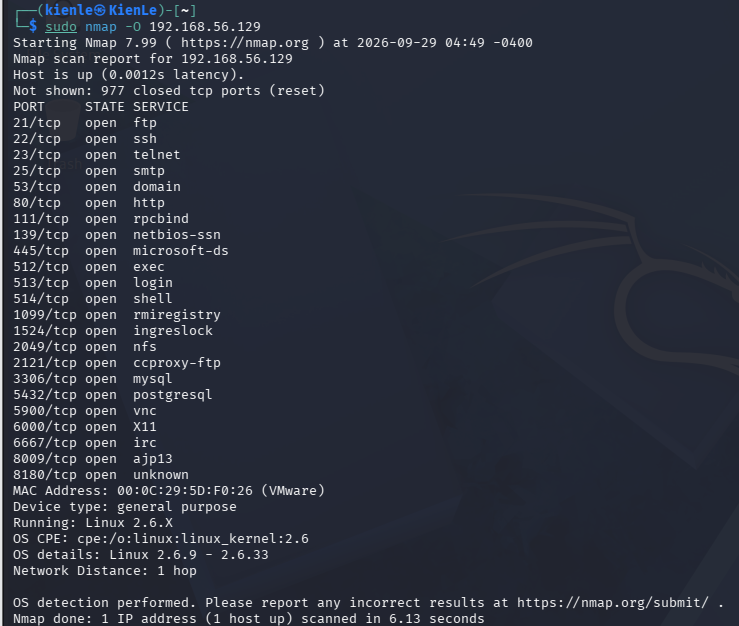 ┌──(kienle㉿KienLe)-[~]
└─$ sudo nmap -O 192.168.56.129
Starting Nmap 7.99 ( https://nmap.org ) at 2026-09-29 04:49 -0400
Nmap scan report for 192.168.56.129
Host is up (0.0012s latency).
Not shown: 977 closed tcp ports (reset)
PORT     STATE SERVICE
21/tcp   open  ftp
22/tcp   open  ssh
23/tcp   open  telnet
25/tcp   open  smtp
53/tcp   open  domain
80/tcp   open  http
111/tcp  open  rpcbind
139/tcp  open  netbios-ssn
445/tcp  open  microsoft-ds
512/tcp  open  exec
513/tcp  open  login
514/tcp  open  shell
1099/tcp open  rmiregistry
1524/tcp open  ingreslock
2049/tcp open  nfs
2121/tcp open  ccproxy-ftp
3306/tcp open  mysql
5432/tcp open  postgresql
5900/tcp open  vnc
6000/tcp open  X11
6667/tcp open  irc
8009/tcp open  ajp13
8180/tcp open  unknown
MAC Address: 00:0C:29:5D:F0:26 (VMware)
Device type: general purpose
Running: Linux 2.6.X
OS CPE: cpe:/o:linux:linux_kernel:2.6
OS details: Linux 2.6.9 - 2.6.33
Network Distance: 1 hop

OS detection performed. Please report any incorrect results at https://nmap.org/submit/ .
Nmap done: 1 IP address (1 host up) scanned in 6.13 seconds